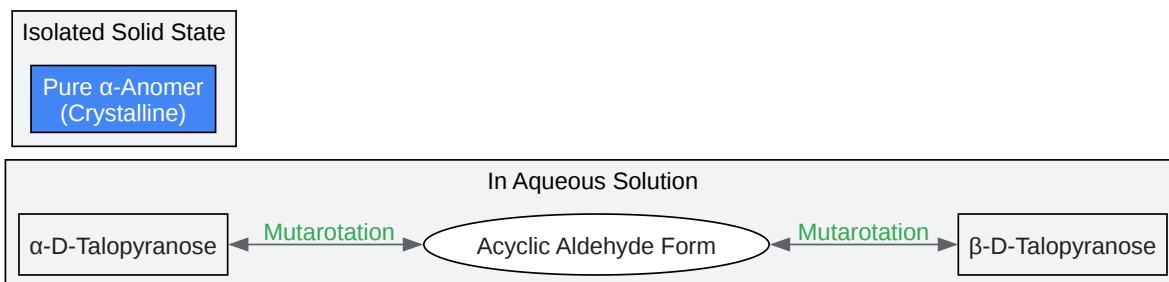 Isolated Solid State
Pure α-Anomer
(Crystalline)
In Aqueous Solution
α-D-Talopyranose
Mutarotation
Acyclic Aldehyde Form
Mutarotation
β-D-Talopyranose